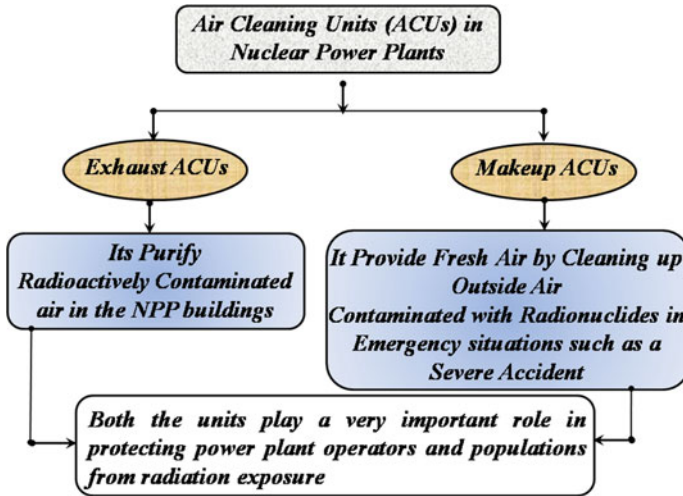 Air Cleaning Units (ACUs) in
Nuclear Power Plants
Exhaust ACUs
Makeup ACUs
Its Purify
Radioactively Contaminated
air in the NPP buildings
It Provide Fresh Air by Cleaning up
Outside Air
Contaminated with Radionuclides in
Emergency situations such as a
Severe Accident
Both the units play a very important role in
protecting power plant operators and populations
from radiation exposure